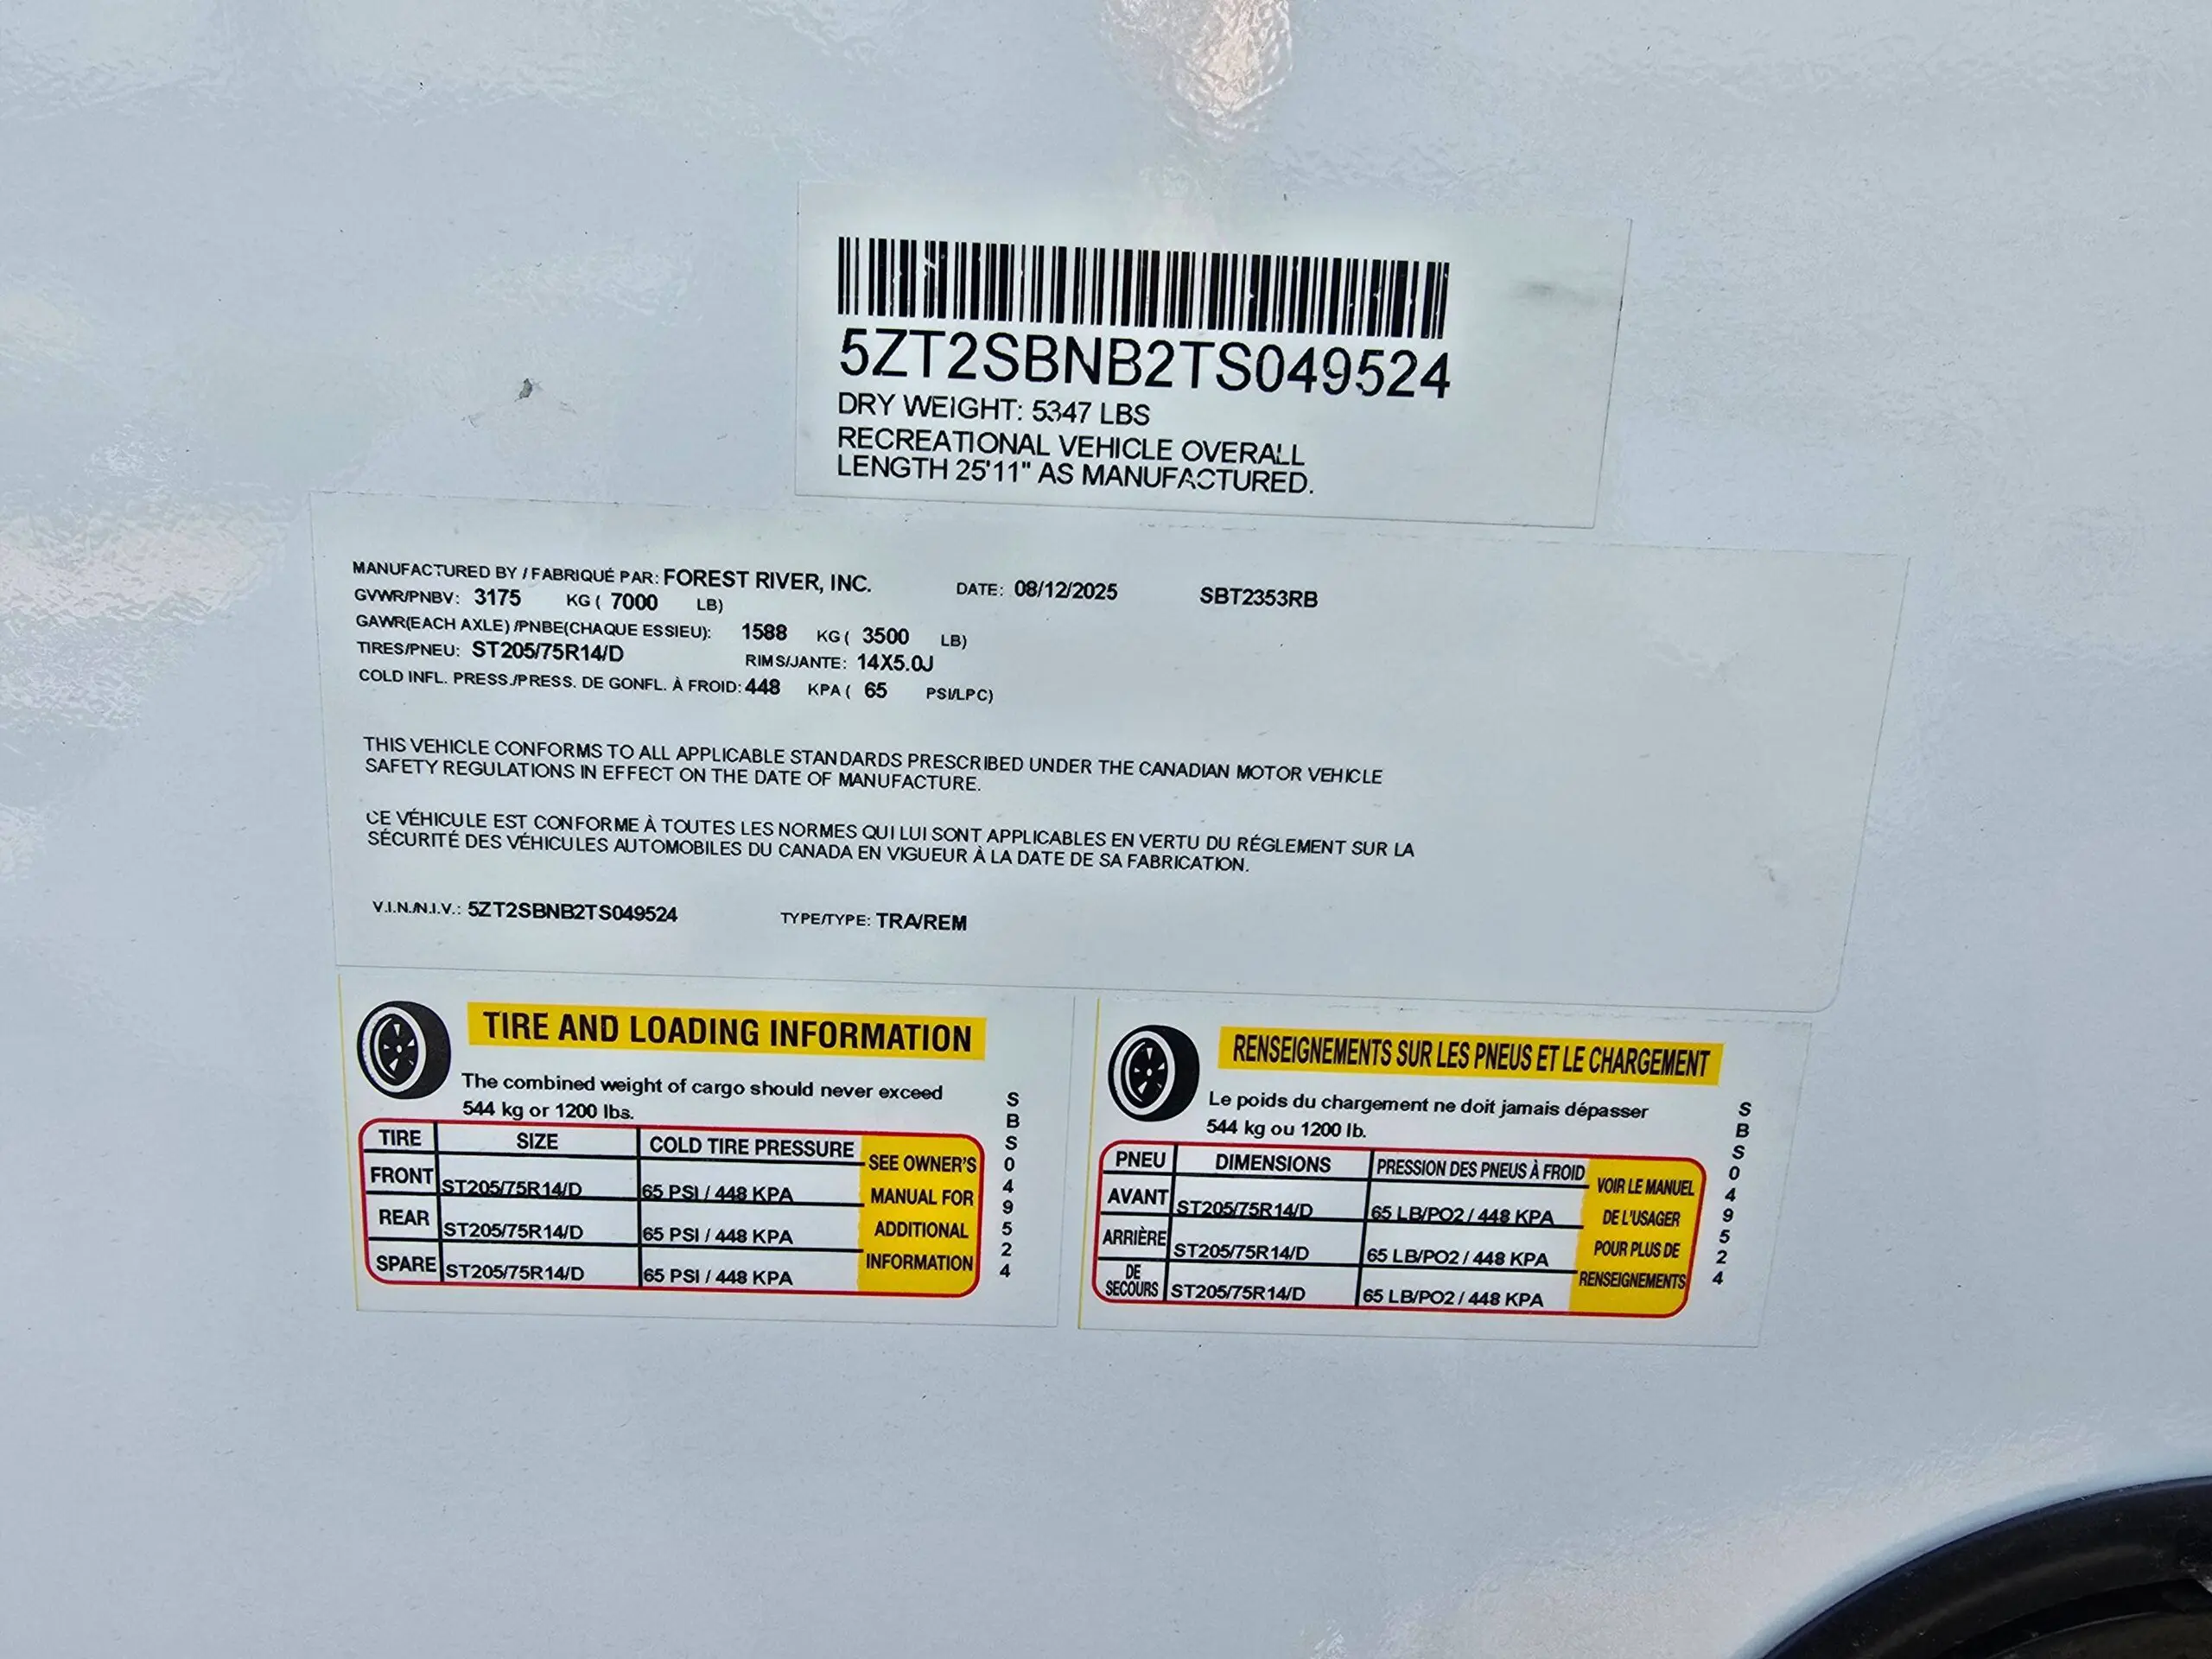 5ZT2SBNB2TS049524
DRY WEIGHT: 5347 LBS
RECREATIONAL VEHICLE OVERALL
LENGTH 25'11" AS MANUFACTURED.
MANUFACTURED BY / FABRIQUÉ PAR: FOREST RIVER, INC. DATE: 08/12/2025 SBT2353RB
GVWR/PNBV: 3175 KG ( 7000 LB)
GAWR(EACH AXLE) /PNBE(CHAQUE ESSIEU): 1588 KG ( 3500 LB)
TIRES/PNEU: ST205/75R14/D RIMS/JANTE: 14X5.0J
COLD INFL. PRESS./PRESS. DE GONFL. À FROID: 448 KPA ( 65 PSI/LPC)
THIS VEHICLE CONFORMS TO ALL APPLICABLE STANDARDS PRESCRIBED UNDER THE CANADIAN MOTOR VEHICLE
SAFETY REGULATIONS IN EFFECT ON THE DATE OF MANUFACTURE.
CE VÉHICULE EST CONFORME À TOUTES LES NORMES QUI LUI SONT APPLICABLES EN VERTU DU RÉGLEMENT SUR LA
SÉCURITÉ DES VÉHICULES AUTOMOBILES DU CANADA EN VIGUEUR À LA DATE DE SA FABRICATION.
V.I.N./N.I.V.: 5ZT2SBNB2TS049524 TYPE/TYPE: TRA/REM
TIRE AND LOADING INFORMATION
The combined weight of cargo should never exceed
544 kg or 1200 lbs.
TIRE SIZE COLD TIRE PRESSURE
FRONT ST205/75R14/D 65 PSI / 448 KPA
REAR ST205/75R14/D 65 PSI / 448 KPA
SPARE ST205/75R14/D 65 PSI / 448 KPA
SEE OWNER'S
MANUAL FOR
ADDITIONAL
INFORMATION
SBS049524
RENSEIGNEMENTS SUR LES PNEUS ET LE CHARGEMENT
Le poids du chargement ne doit jamais dépasser
544 kg ou 1200 lb.
PNEU DIMENSIONS PRESSION DES PNEUS À FROID
AVANT ST205/75R14/D 65 LB/PO2 / 448 KPA
ARRIÈRE ST205/75R14/D 65 LB/PO2 / 448 KPA
DE
SECOURS ST205/75R14/D 65 LB/PO2 / 448 KPA
VOIR LE MANUEL
DE L'USAGER
POUR PLUS DE
RENSEIGNEMENTS
SBS049524